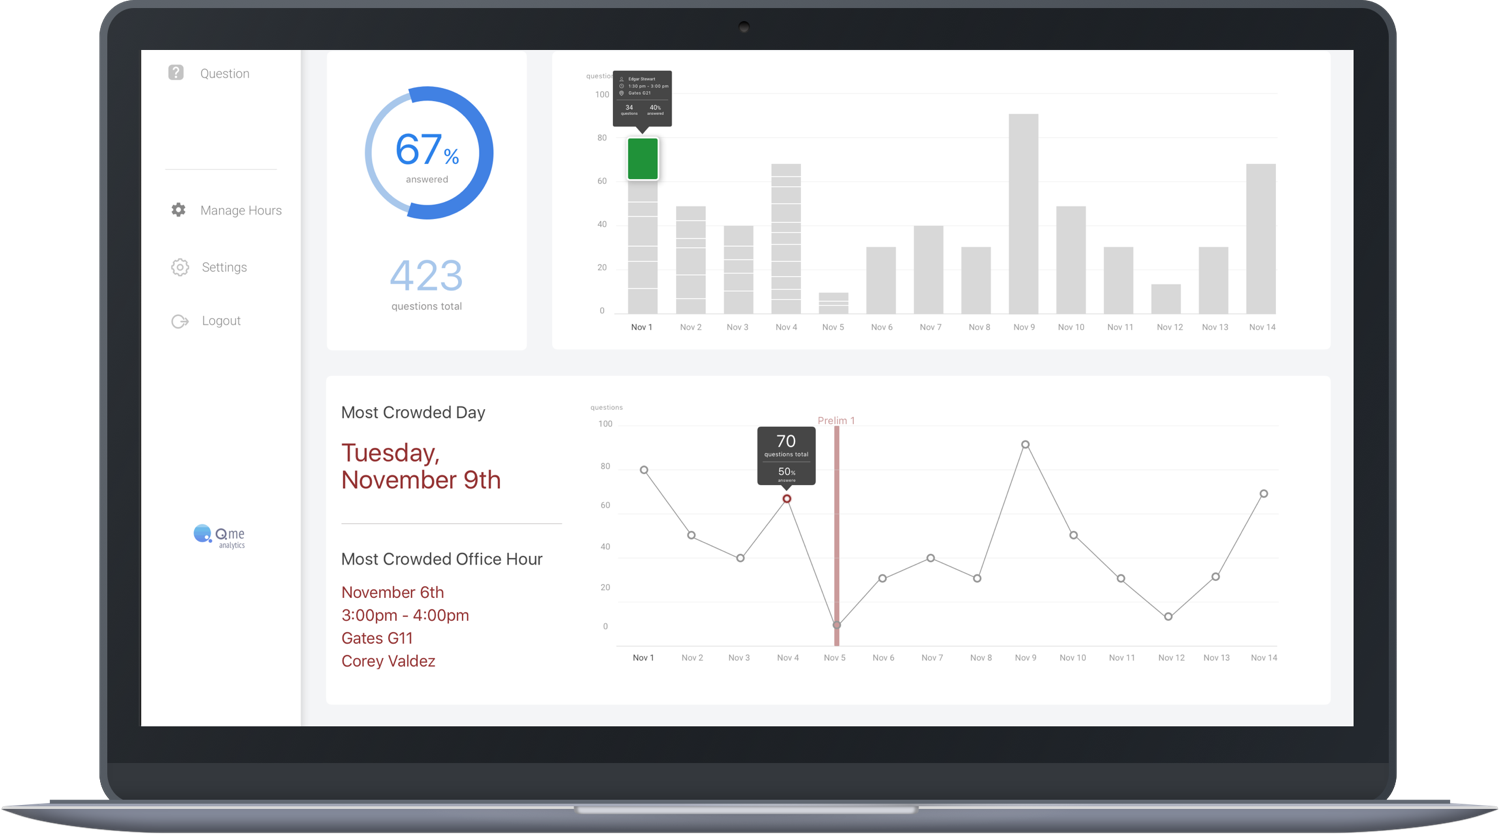 Question
Manage Hours
Settings
Logout
Qme
analytics
67%
answered
423
questions total
questions
Edgar Stewart
1:30 pm - 3:00 pm
Gates G21
34
questions
40%
answered
100
80
60
40
20
0
Nov 1
Nov 2
Nov 3
Nov 4
Nov 5
Nov 6
Nov 7
Nov 8
Nov 9
Nov 10
Nov 11
Nov 12
Nov 13
Nov 14
Most Crowded Day
Tuesday,
November 9th
Most Crowded Office Hour
November 6th
3:00pm - 4:00pm
Gates G11
Corey Valdez
questions
Prelim 1
70
questions total
50%
answers
100
80
60
40
20
0
Nov 1
Nov 2
Nov 3
Nov 4
Nov 5
Nov 6
Nov 7
Nov 8
Nov 9
Nov 10
Nov 11
Nov 12
Nov 13
Nov 14